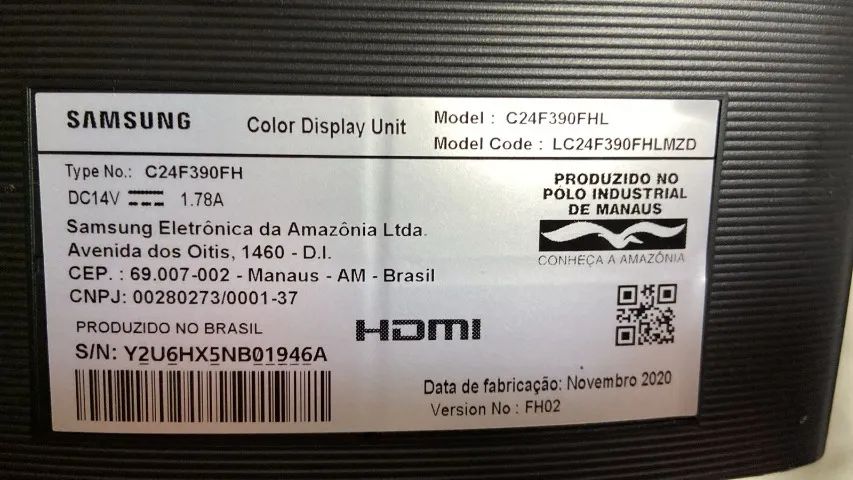 SAMSUNG
Color Display Unit
Model : C24F390FHL
Model Code : LC24F390FHLMZD
Type No.: C24F390FH
DC14V 1.78A
Samsung Eletrônica da Amazônia Ltda.
Avenida dos Oitis, 1460 - D.I.
CEP. : 69.007-002 - Manaus - AM - Brasil
CNPJ: 00280273/0001-37
PRODUZIDO NO
POLO INDUSTRIAL
DE MANAUS
CONHEÇA A AMAZÔNIA
PRODUZIDO NO BRASIL
HDMI
S/N: Y2U6HX5NB01946A
Data de fabricação: Novembro 2020
Version No : FH02